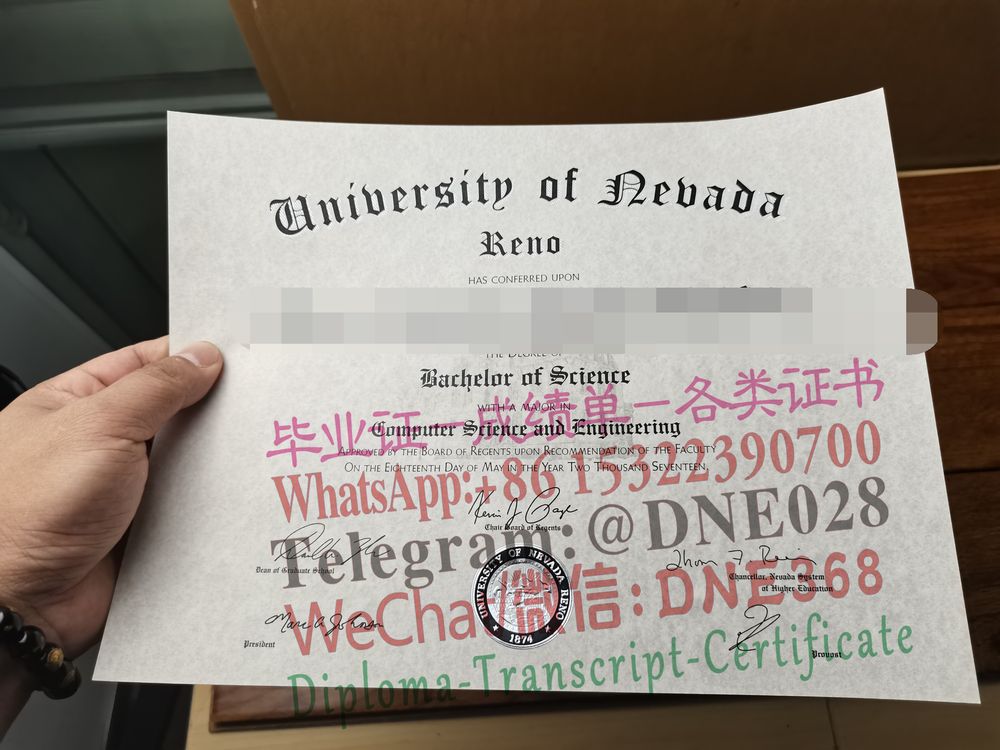 University of Nevada
Reno
HAS CONFERRED UPON
THE DEGREE OF
Bachelor of Science
WITH A MAJOR IN
毕业证－成绩单－各类证书
Computer Science and Engineering
APPROVED BY THE BOARD OF REGENTS UPON RECOMMENDATION OF THE FACULTY
ON THE EIGHTEENTH DAY OF MAY IN THE YEAR TWO THOUSAND SEVENTEEN,
WhatsApp:+86 15322390700
Chair Board of Regents
Telegram:@DNE028
Dean of Graduate School
Chancellor, Nevada System
of Higher Education
WeChat微信:DNE368
UNIVERSITY OF NEVADA RENO
1874
President
Provost
Diploma-Transcript-Certificate